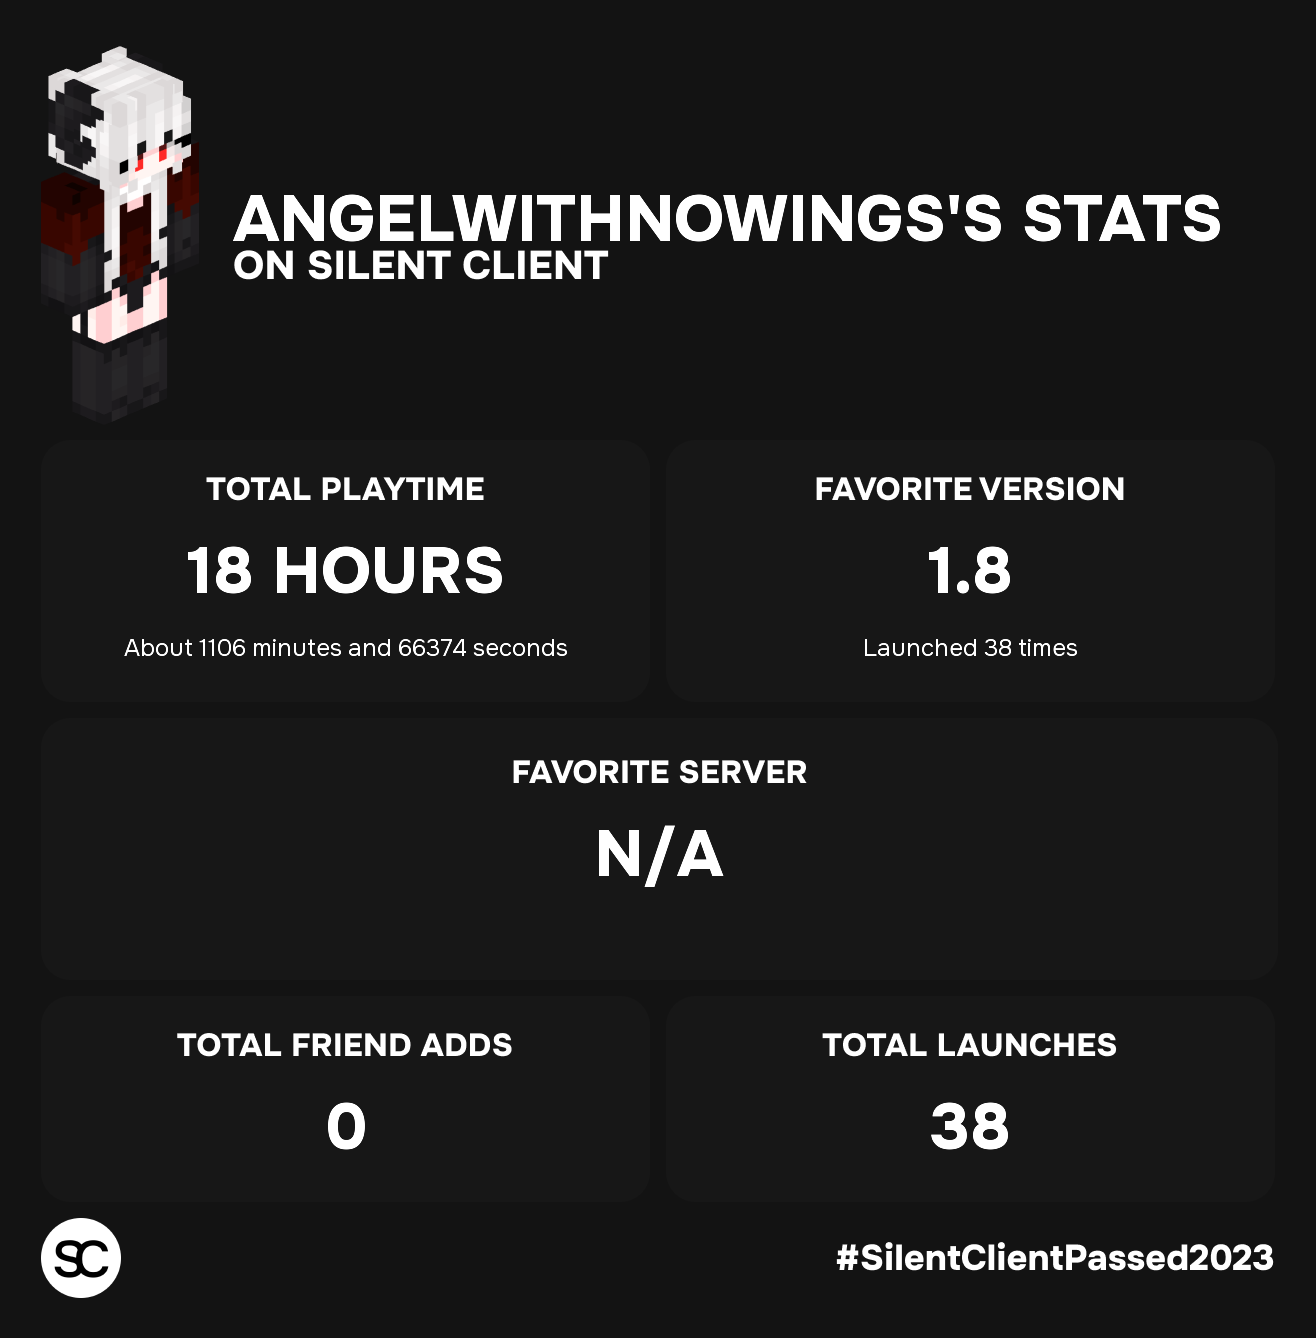 ANGELWITHNOWINGS'S STATS
ON SILENT CLIENT
TOTAL PLAYTIME
18 HOURS
About 1106 minutes and 66374 seconds
FAVORITE VERSION
1.8
Launched 38 times
FAVORITE SERVER
N/A
TOTAL FRIEND ADDS
0
TOTAL LAUNCHES
38
SC
#SilentClientPassed2023